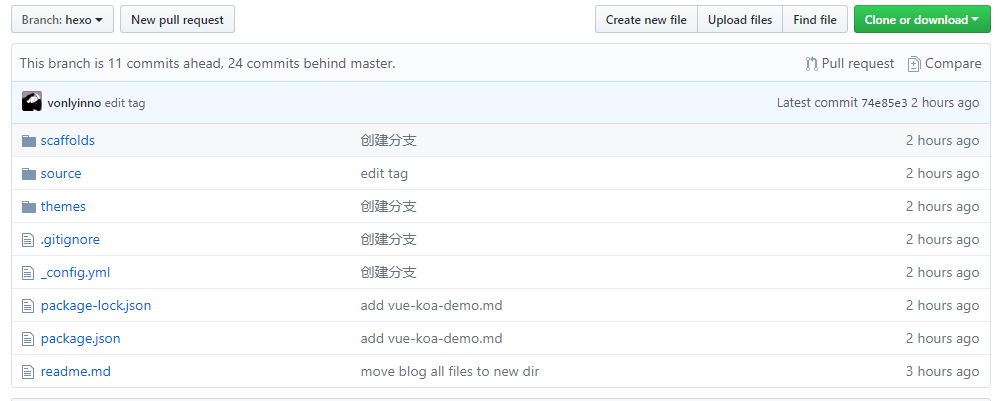 Branch: hexo New pull request Create new file Upload files Find file Clone or download
This branch is 11 commits ahead, 24 commits behind master. Pull request Compare
vonlyinno edit tag Latest commit 74e85e3 2 hours ago
scaffolds 创建分支 2 hours ago
source edit tag 2 hours ago
themes 创建分支 2 hours ago
.gitignore 创建分支 2 hours ago
_config.yml 创建分支 2 hours ago
package-lock.json add vue-koa-demo.md 2 hours ago
package.json add vue-koa-demo.md 2 hours ago
readme.md move blog all files to new dir 3 hours ago